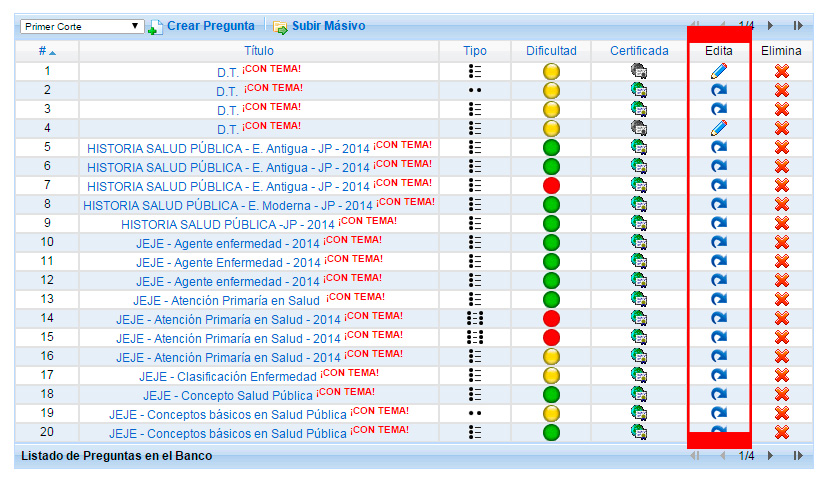 Primer Corte Crear Pregunta Subir Másivo 1/4
# Título Tipo Dificultad Certificada Edita Elimina
1 D.T. ¡CON TEMA!
2 D.T. ¡CON TEMA!
3 D.T. ¡CON TEMA!
4 D.T. ¡CON TEMA!
5 HISTORIA SALUD PÚBLICA - E. Antigua - JP - 2014 ¡CON TEMA!
6 HISTORIA SALUD PÚBLICA - E. Antigua - JP - 2014 ¡CON TEMA!
7 HISTORIA SALUD PÚBLICA - E. Antigua - JP - 2014 ¡CON TEMA!
8 HISTORIA SALUD PÚBLICA - E. Moderna - JP - 2014 ¡CON TEMA!
9 HISTORIA SALUD PÚBLICA -JP - 2014 ¡CON TEMA!
10 JEJE - Agente enfermedad - 2014 ¡CON TEMA!
11 JEJE - Agente Enfermedad - 2014 ¡CON TEMA!
12 JEJE - Agente enfermedad - 2014 ¡CON TEMA!
13 JEJE - Atención Primaría en Salud ¡CON TEMA!
14 JEJE - Atención Primaría en Salud - 2014 ¡CON TEMA!
15 JEJE - Atención Primaría en Salud - 2014 ¡CON TEMA!
16 JEJE - Atención Primaría en Salud - 2014 ¡CON TEMA!
17 JEJE - Clasificación Enfermedad ¡CON TEMA!
18 JEJE - Concepto Salud Pública ¡CON TEMA!
19 JEJE - Conceptos básicos en Salud Pública ¡CON TEMA!
20 JEJE - Conceptos básicos en Salud Pública ¡CON TEMA!
Listado de Preguntas en el Banco 1/4